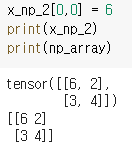 x_np_2[0,0] = 6
print(x_np_2)
print(np_array)
tensor([[6, 2],
        [3, 4]])
[[6 2]
 [3 4]]